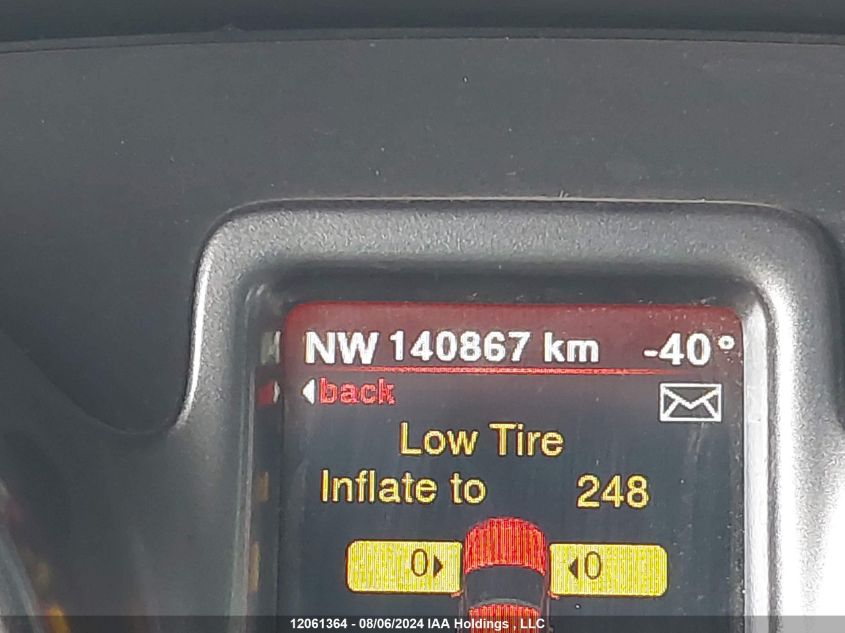 NW 140867 km -40°
back
Low Tire
Inflate to 248
0 0
12061364 - 08/06/2024 IAA Holdings , LLC